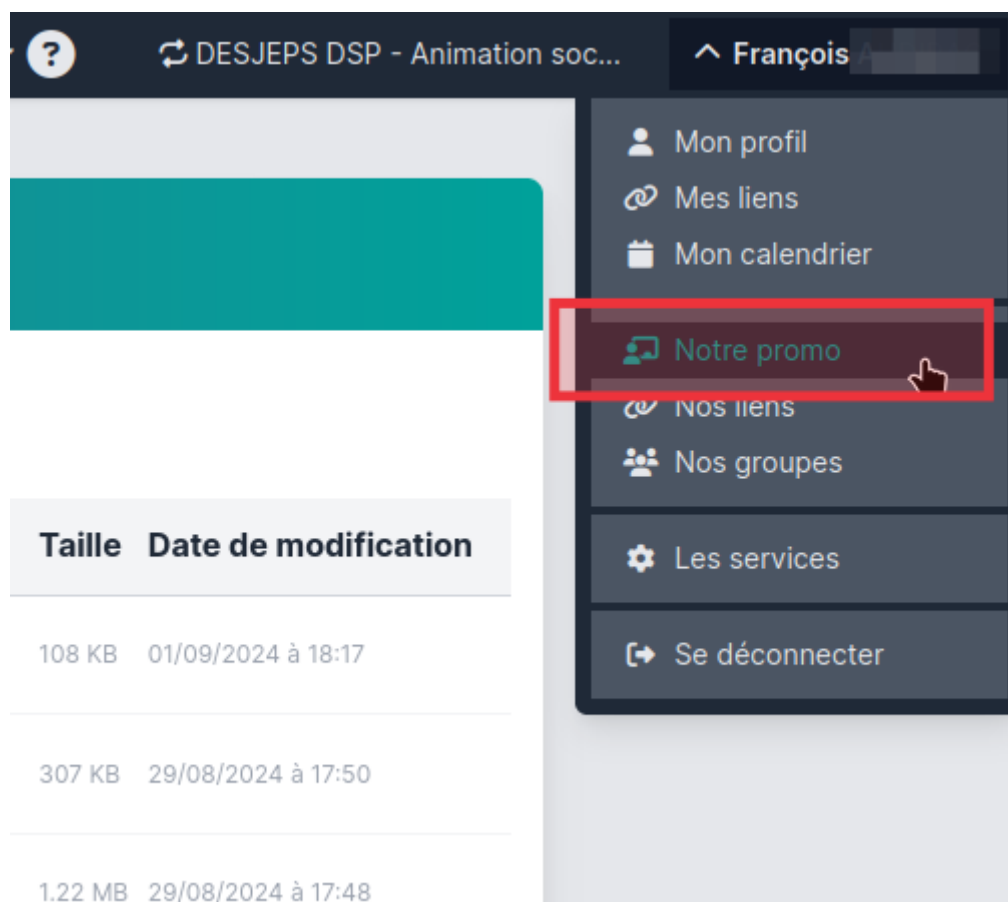 ? DESJEPS DSP - Animation soc... François
Mon profil
Mes liens
Mon calendrier
Notre promo
Nos liens
Nos groupes
Les services
Se déconnecter
Taille Date de modification
108 KB 01/09/2024 à 18:17
307 KB 29/08/2024 à 17:50
1.22 MB 29/08/2024 à 17:48